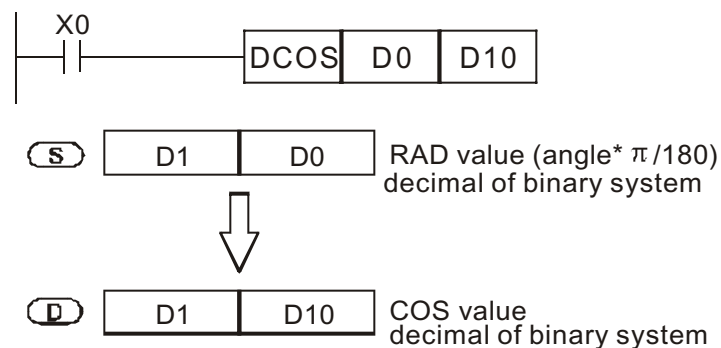 X0
DCOS D0 D10
S D1 D0 RAD value (angle* π/180)
decimal of binary system
D D1 D10 COS value
decimal of binary system